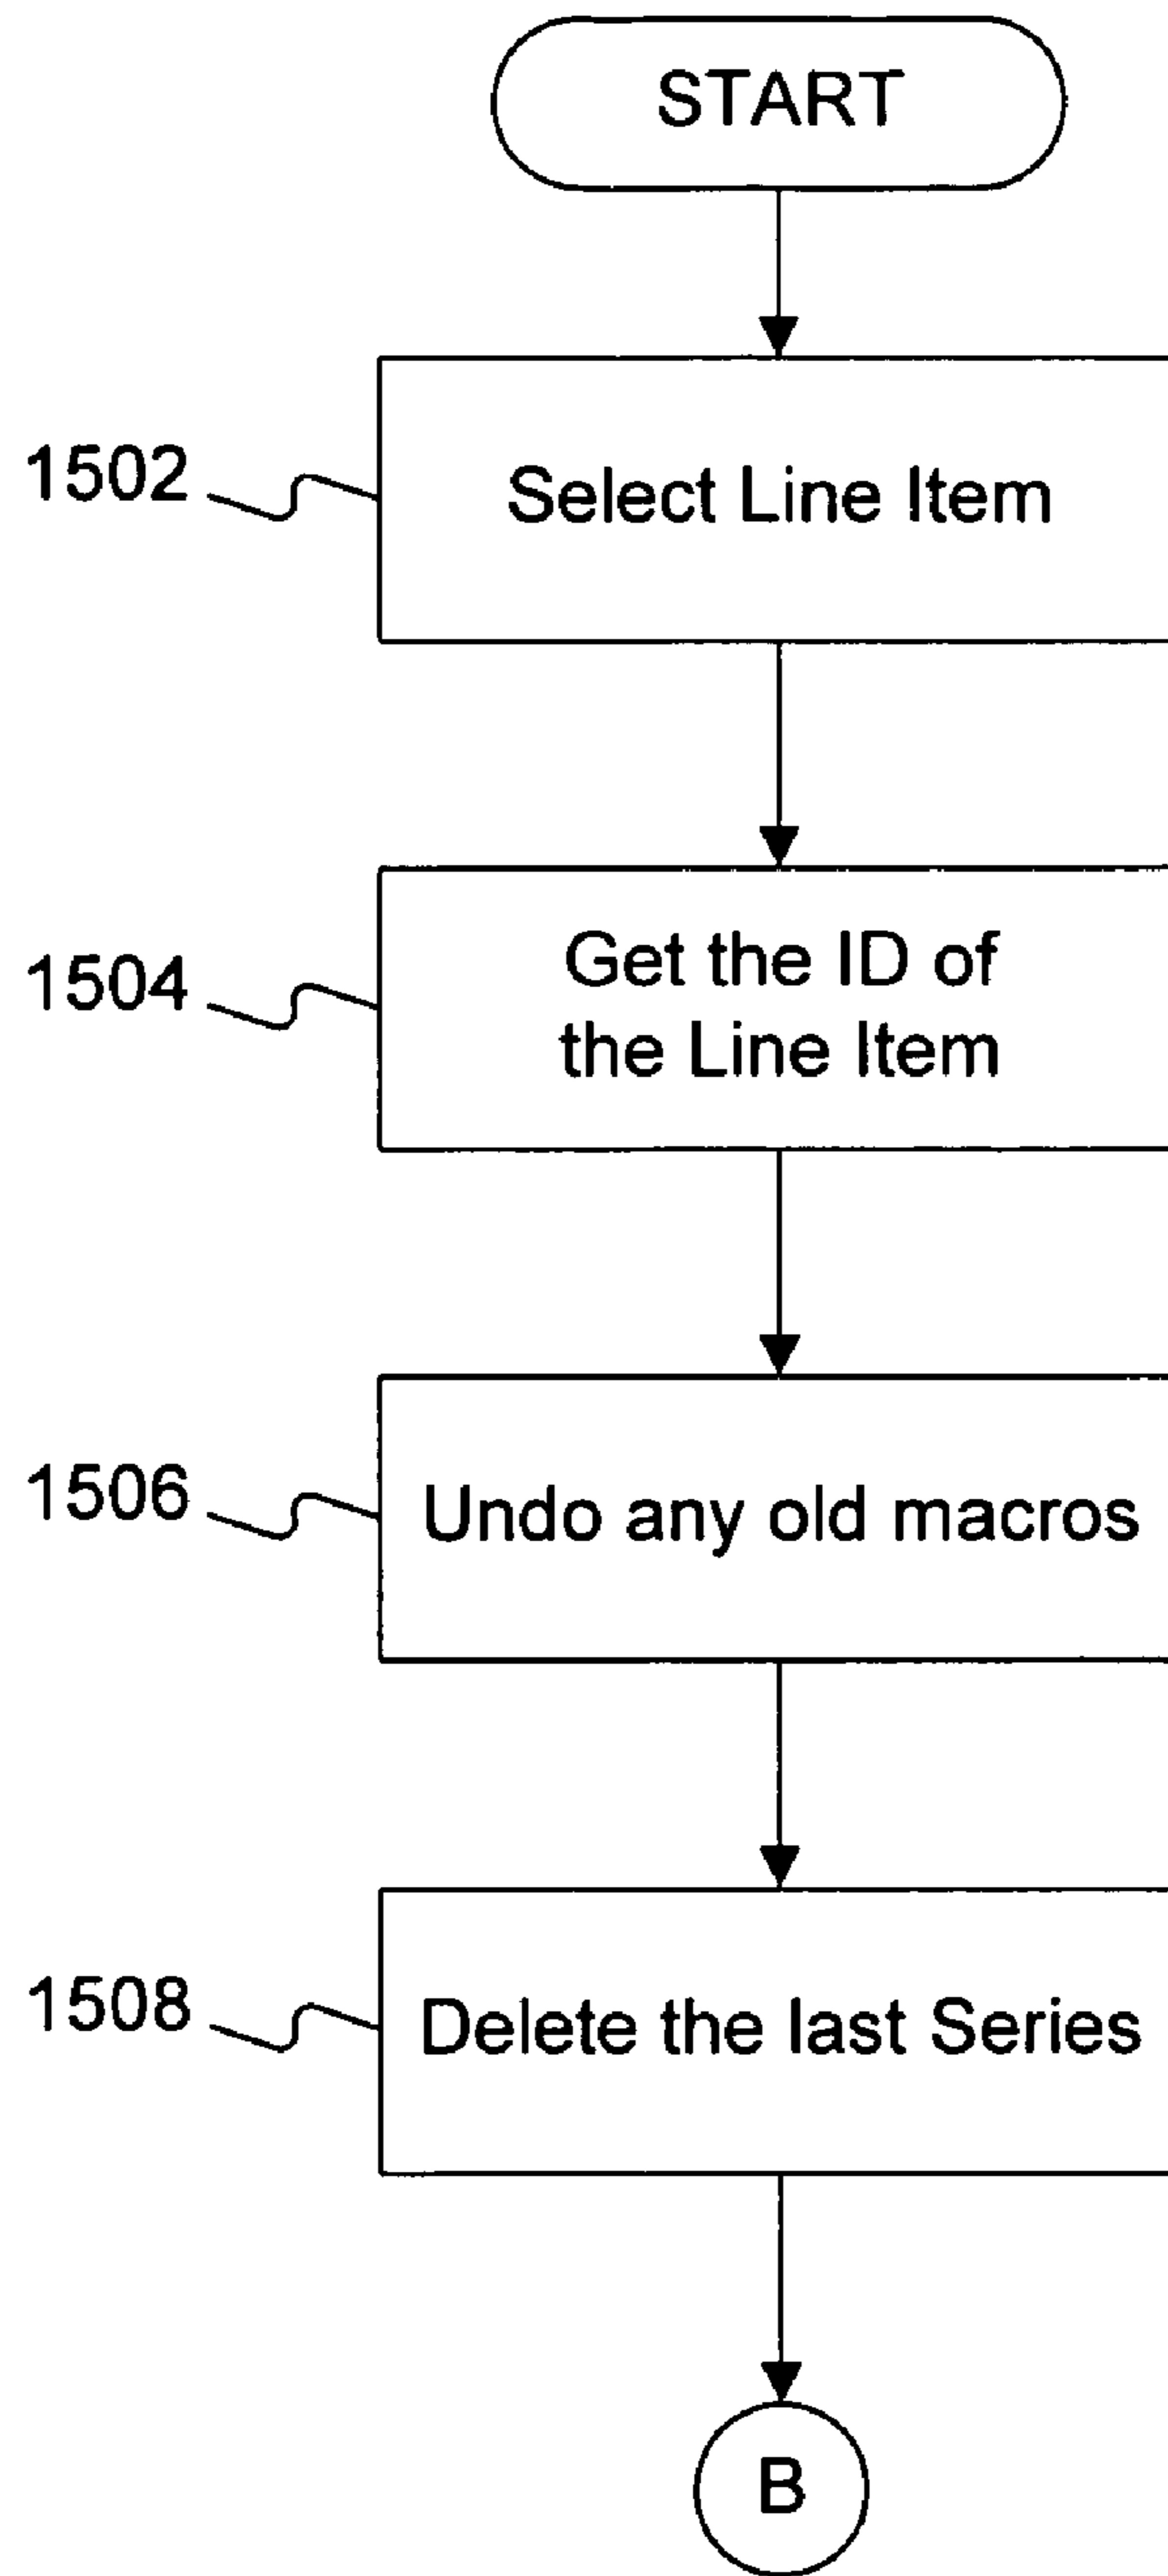 START
1502
Select Line Item
1504
Get the ID of
the Line Item
1506
Undo any old macros
1508
Delete the last Series
B